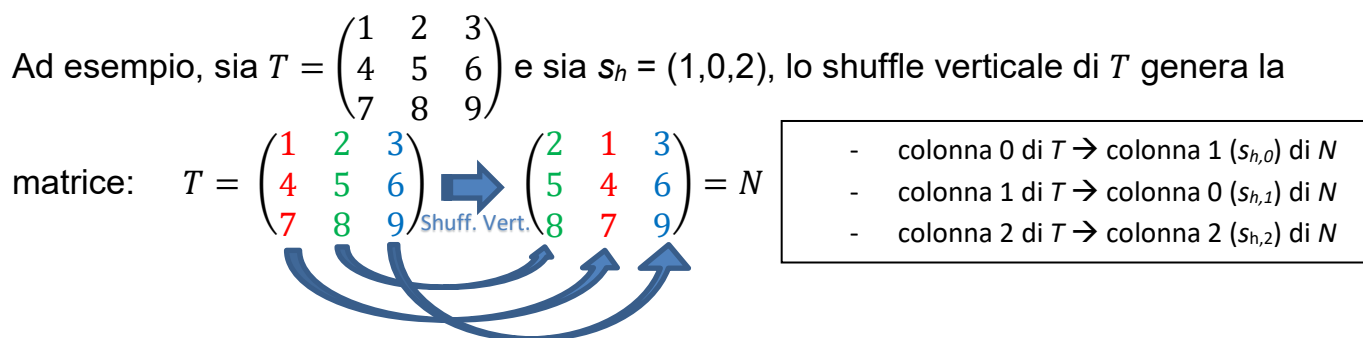 Ad esempio, sia T = (1 2 3
4 5 6
7 8 9) e sia sₕ = (1,0,2), lo shuffle verticale di T genera la
matrice: T = (1 2 3
4 5 6
7 8 9) Shuff. Vert. (2 1 3
5 4 6
8 7 9) = N
- colonna 0 di T → colonna 1 (sₕ,₀) di N
- colonna 1 di T → colonna 0 (sₕ,₁) di N
- colonna 2 di T → colonna 2 (sₕ,₂) di N